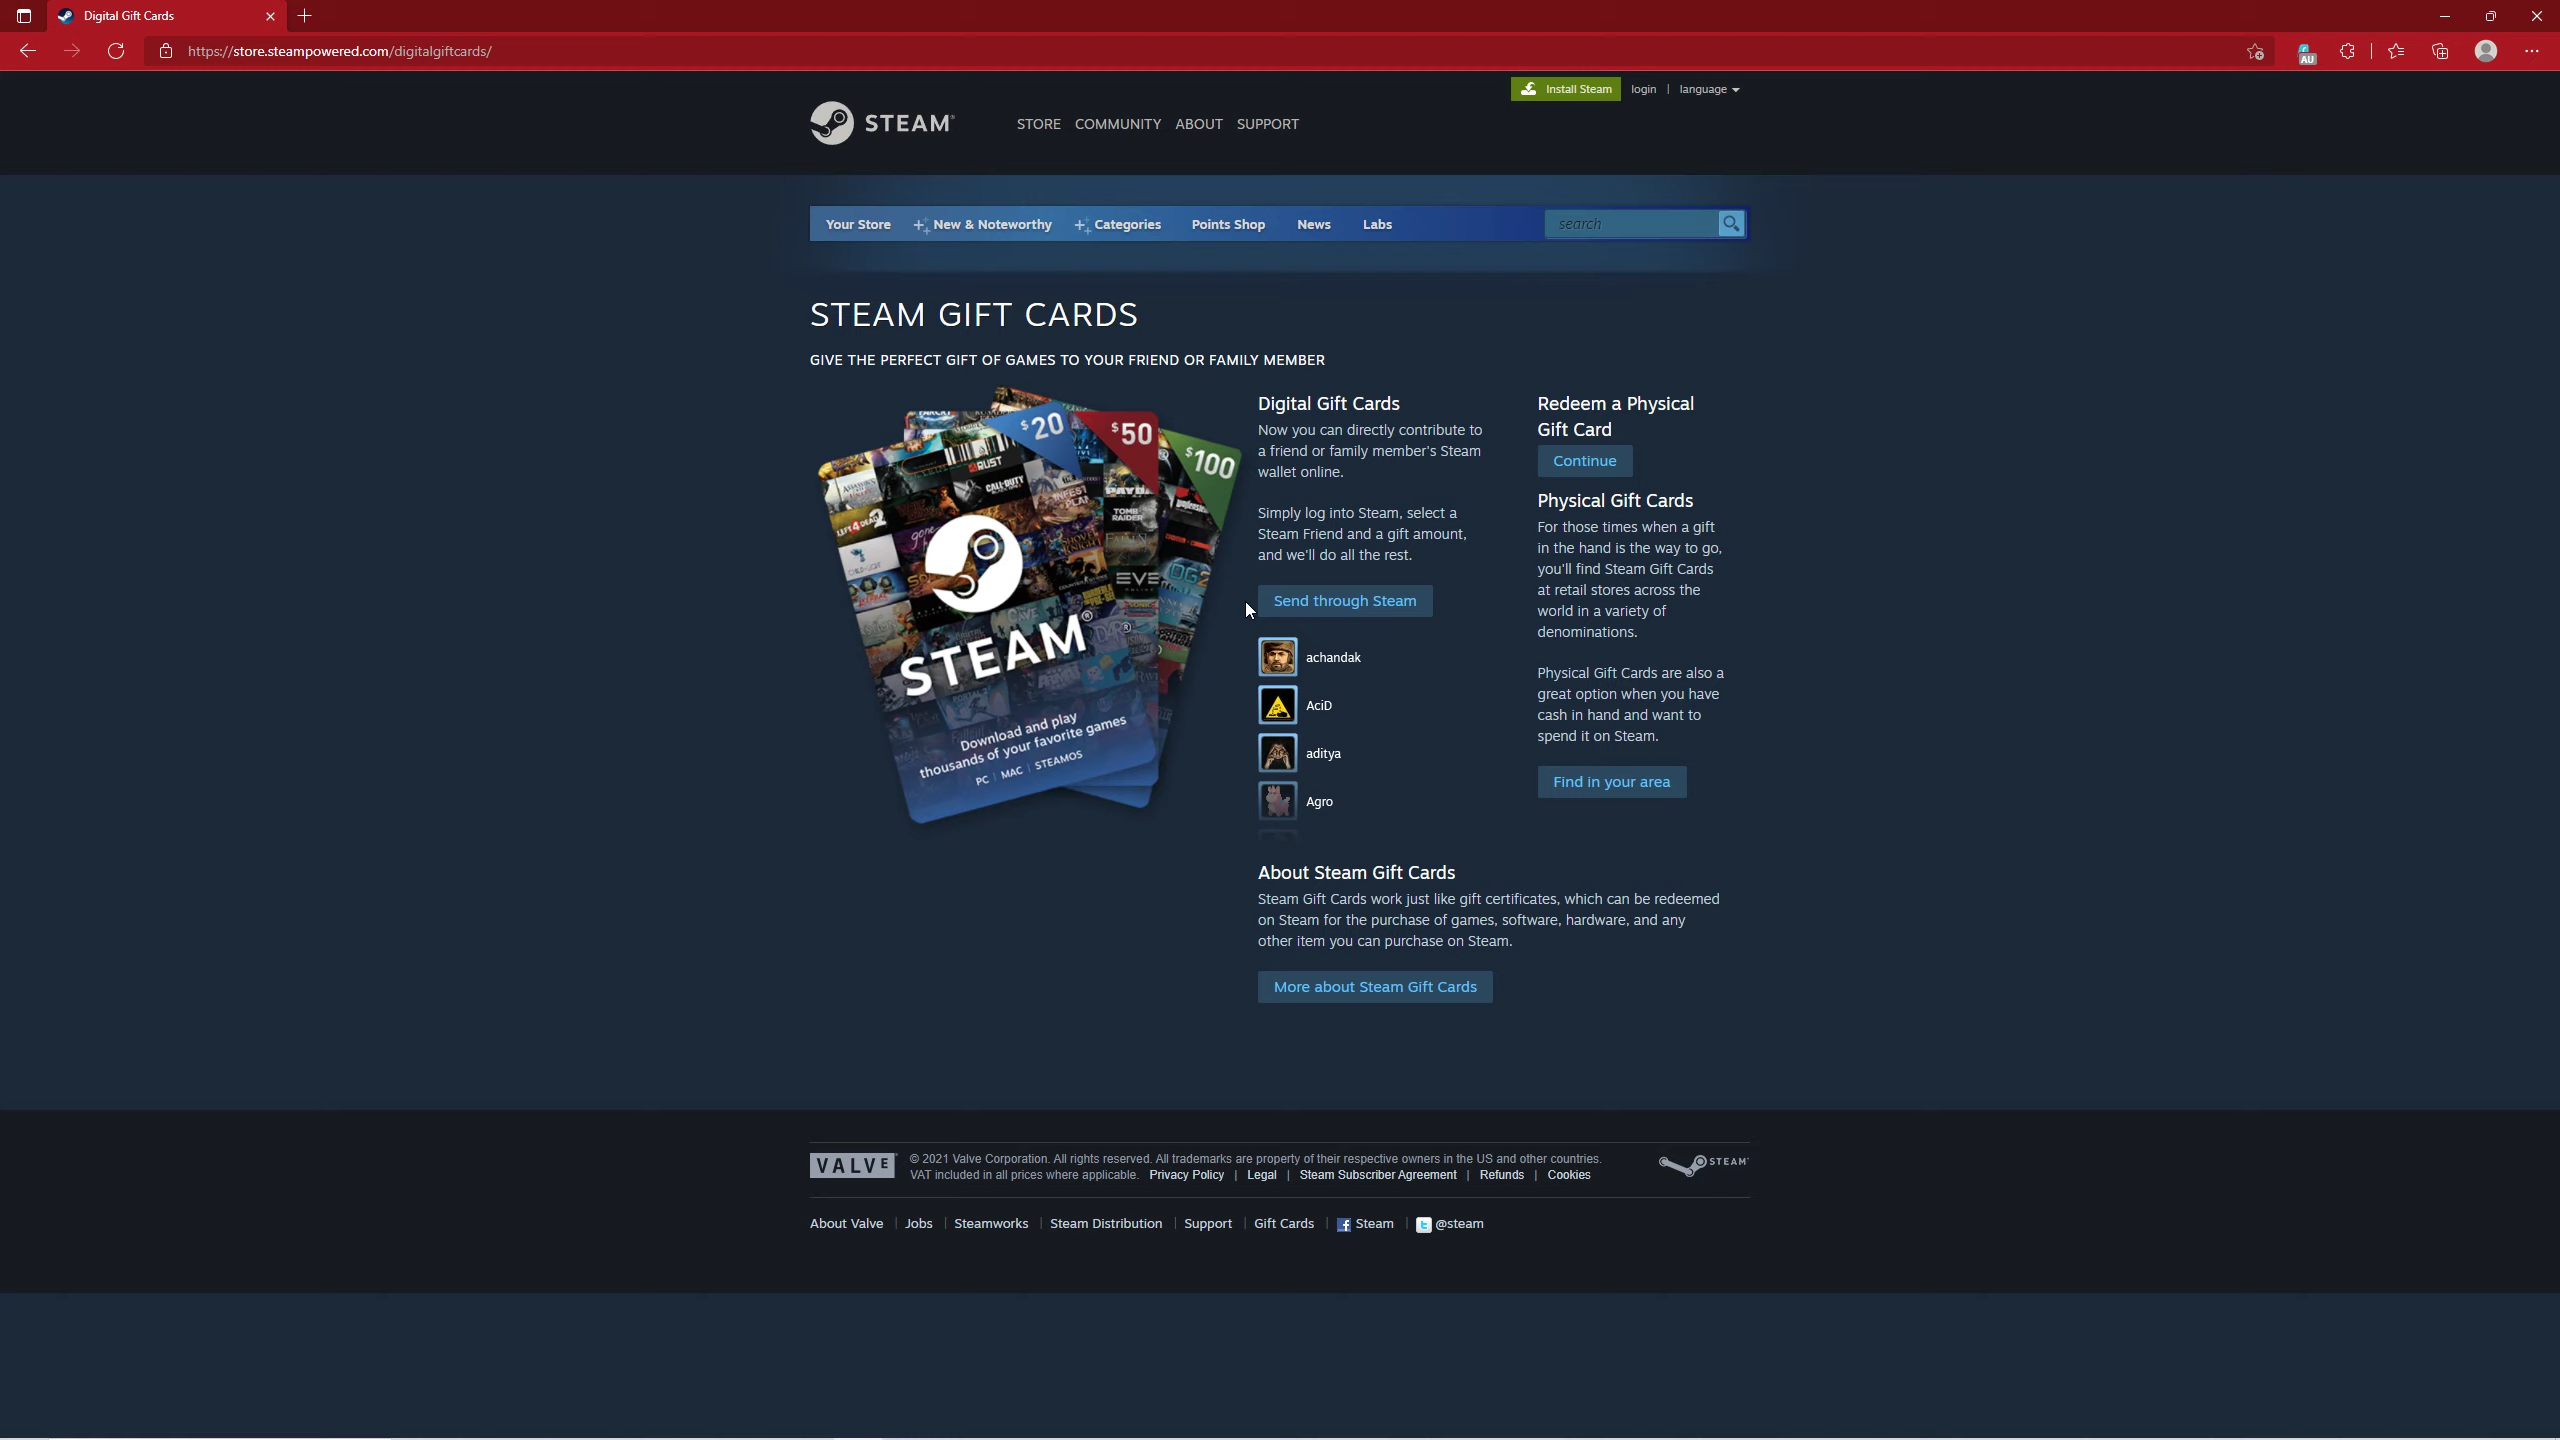 Digital Gift Cards
https://store.steampowered.com/digitalgiftcards/
AU
Install Steam
login | language
STEAM®
STORE COMMUNITY ABOUT SUPPORT
Your Store New & Noteworthy Categories Points Shop News Labs
search
STEAM GIFT CARDS
GIVE THE PERFECT GIFT OF GAMES TO YOUR FRIEND OR FAMILY MEMBER
$20
$50
$100
RUST
CALL·DUTY
LEFT 4 DEAD 2
TOMB RAIDER
EVE
STEAM®
Download and play
thousands of your favorite games
PC | MAC | STEAMOS
Digital Gift Cards
Now you can directly contribute to
a friend or family member's Steam
wallet online.
Simply log into Steam, select a
Steam Friend and a gift amount,
and we'll do all the rest.
Send through Steam
achandak
AciD
aditya
Agro
Redeem a Physical
Gift Card
Continue
Physical Gift Cards
For those times when a gift
in the hand is the way to go,
you'll find Steam Gift Cards
at retail stores across the
world in a variety of
denominations.
Physical Gift Cards are also a
great option when you have
cash in hand and want to
spend it on Steam.
Find in your area
About Steam Gift Cards
Steam Gift Cards work just like gift certificates, which can be redeemed
on Steam for the purchase of games, software, hardware, and any
other item you can purchase on Steam.
More about Steam Gift Cards
VALVE
© 2021 Valve Corporation. All rights reserved. All trademarks are property of their respective owners in the US and other countries.
VAT included in all prices where applicable. Privacy Policy | Legal | Steam Subscriber Agreement | Refunds | Cookies
STEAM
About Valve | Jobs | Steamworks | Steam Distribution | Support | Gift Cards | Steam | @steam